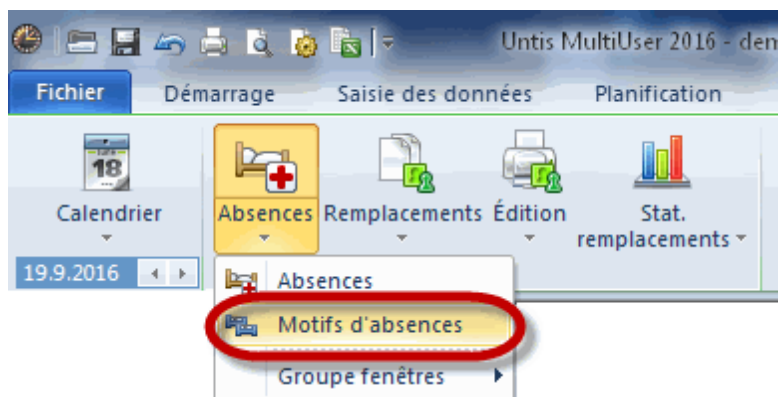 Untis MultiUser 2016 - dem
Fichier Démarrage Saisie des données Planification
18
Calendrier Absences Remplacements Édition Stat. remplacements
19.9.2016
Absences
Motifs d'absences
Groupe fenêtres